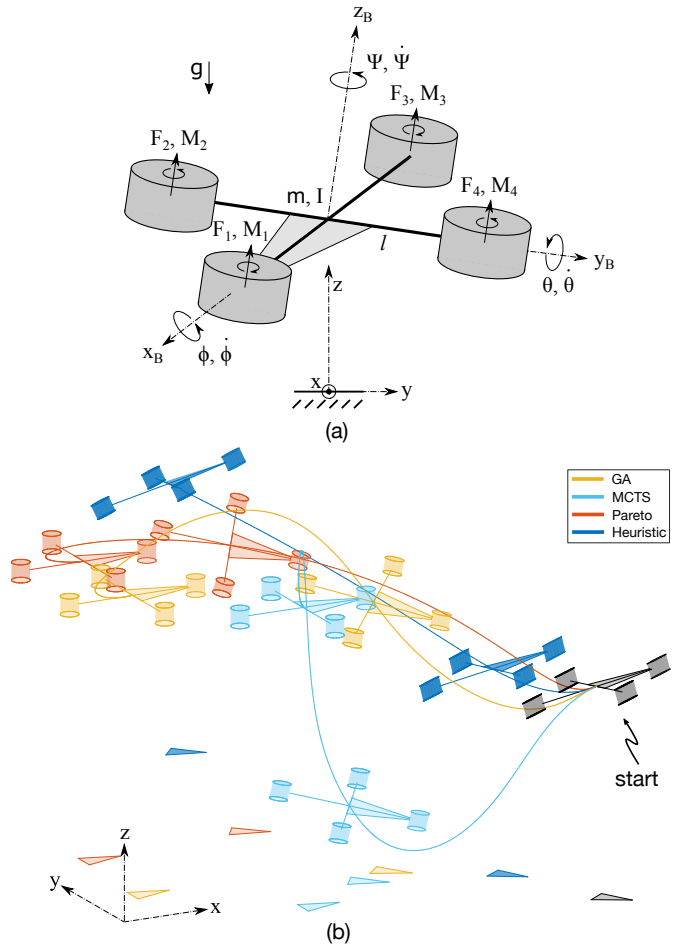 z_B
Ψ, Ψ̇
g
F_3, M_3
F_2, M_2
m, I
F_4, M_4
F_1, M_1
l
y_B
θ, θ̇
z
x_B
ϕ, ϕ̇
x
y
(a)
GA
MCTS
Pareto
Heuristic
start
z
y
x
(b)